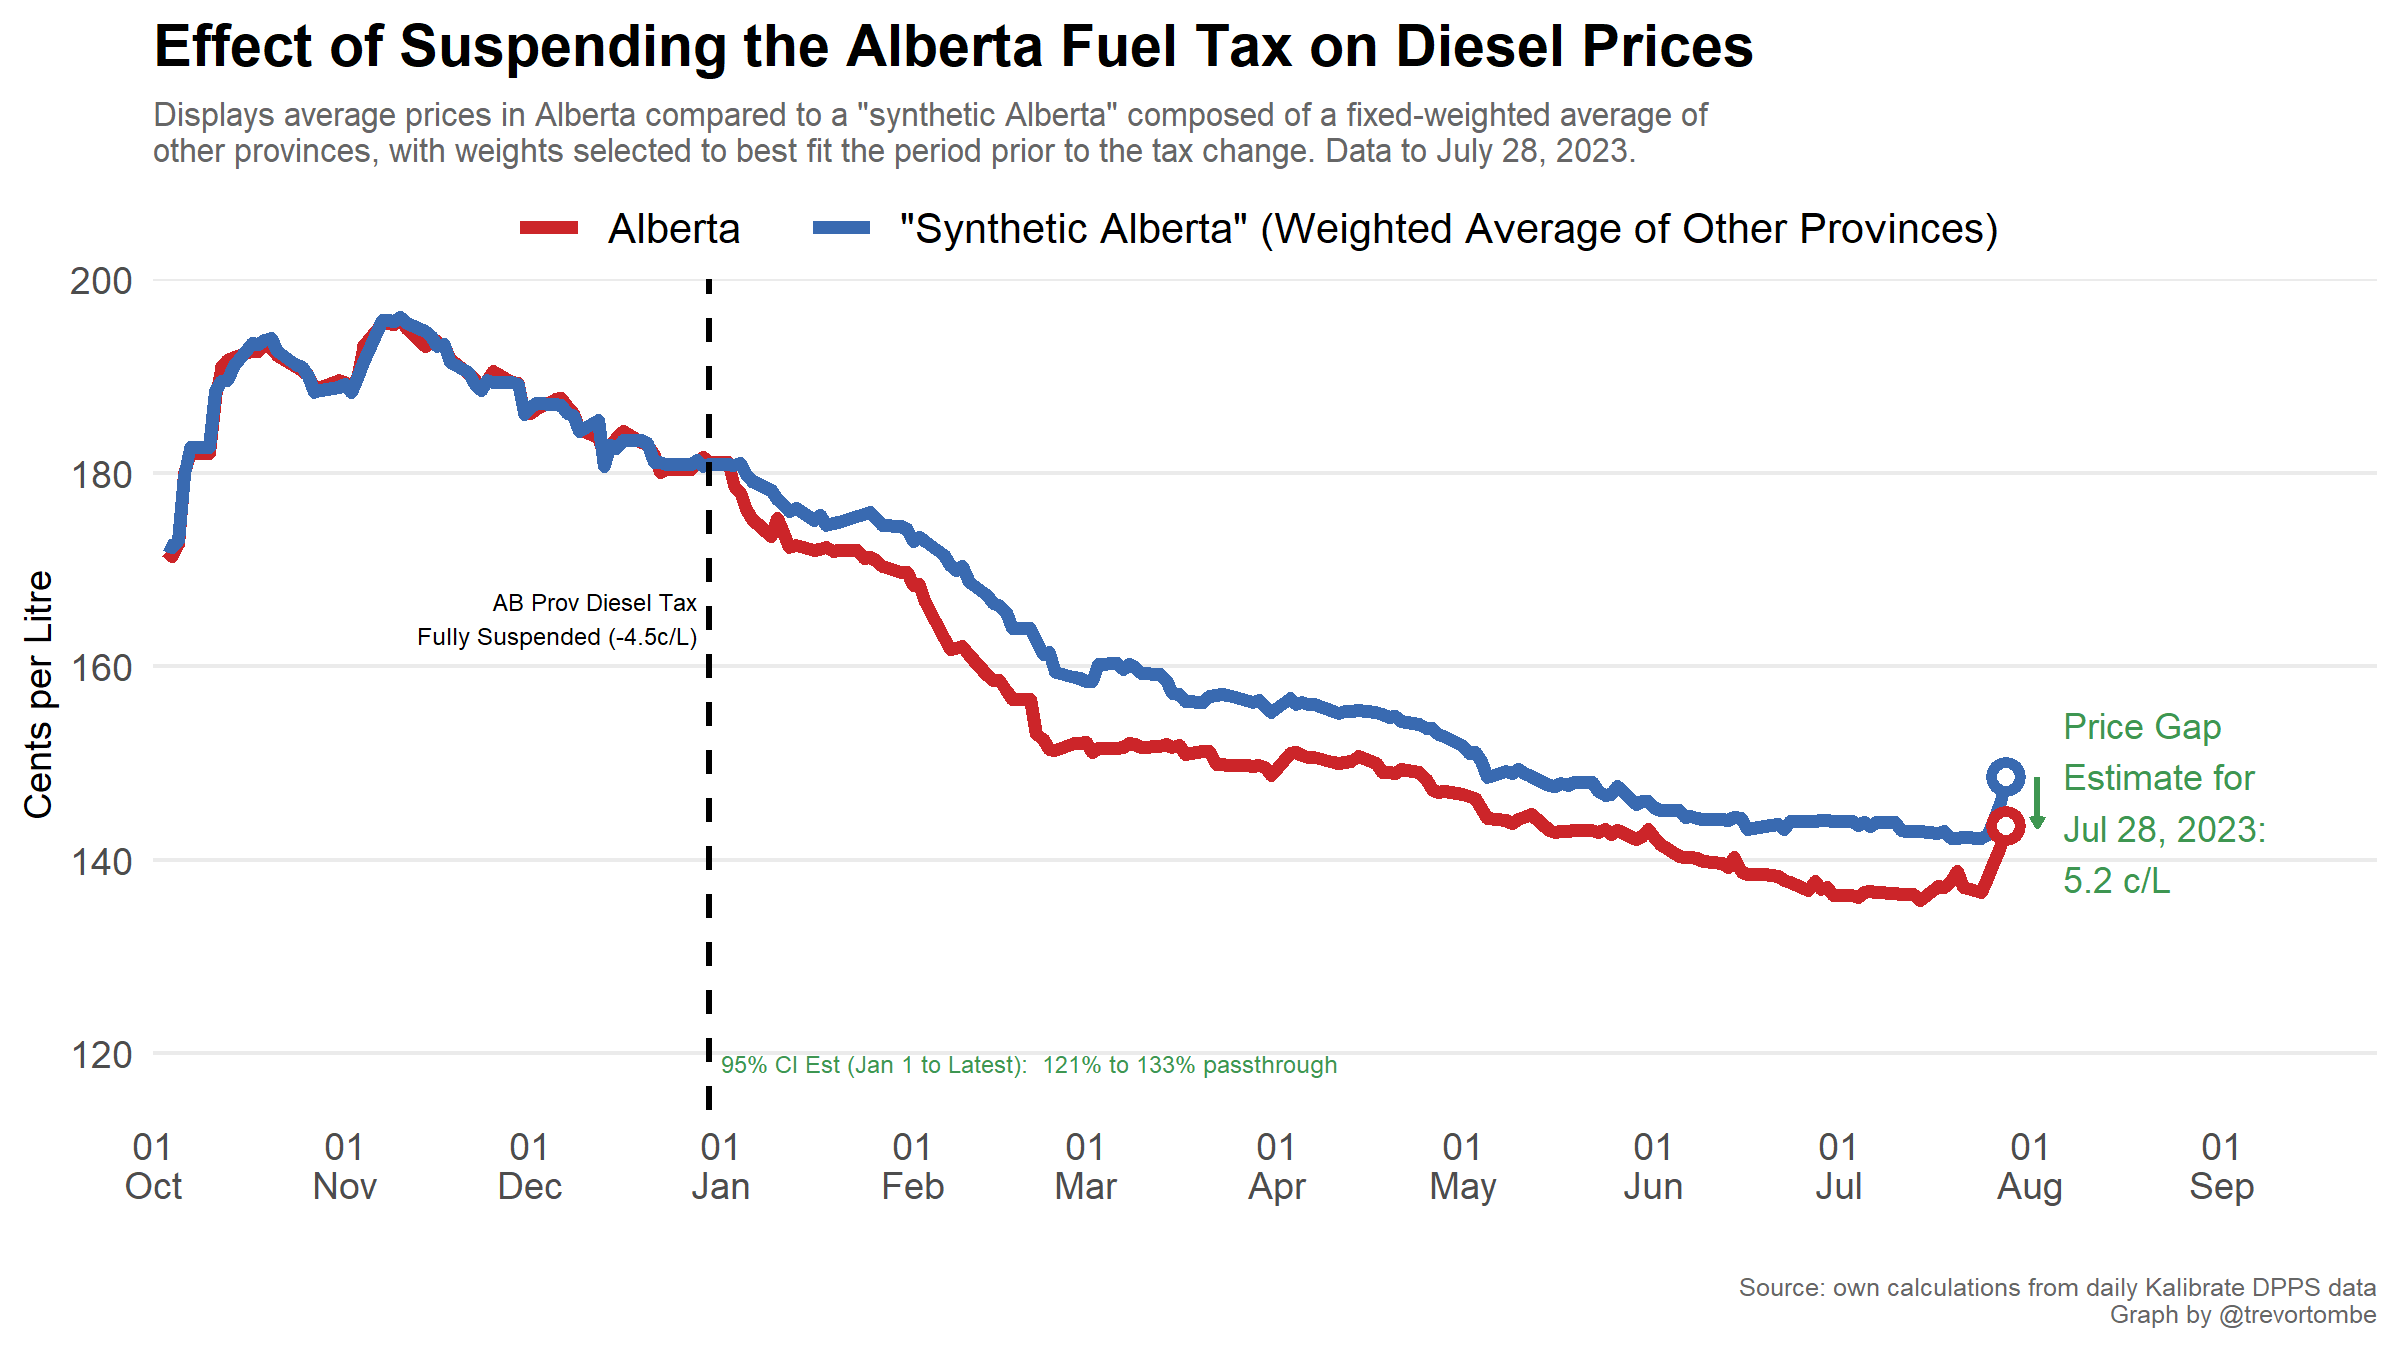 Effect of Suspending the Alberta Fuel Tax on Diesel Prices
Displays average prices in Alberta compared to a "synthetic Alberta" composed of a fixed-weighted average of
other provinces, with weights selected to best fit the period prior to the tax change. Data to July 28, 2023.
Alberta
"Synthetic Alberta" (Weighted Average of Other Provinces)
Cents per Litre
200
180
160
140
120
AB Prov Diesel Tax
Fully Suspended (-4.5c/L)
Price Gap
Estimate for
Jul 28, 2023:
5.2 c/L
95% CI Est (Jan 1 to Latest):  121% to 133% passthrough
01 01 01 01 01 01 01 01 01 01 01 01
Oct Nov Dec Jan Feb Mar Apr May Jun Jul Aug Sep
Source: own calculations from daily Kalibrate DPPS data
Graph by @trevortombe